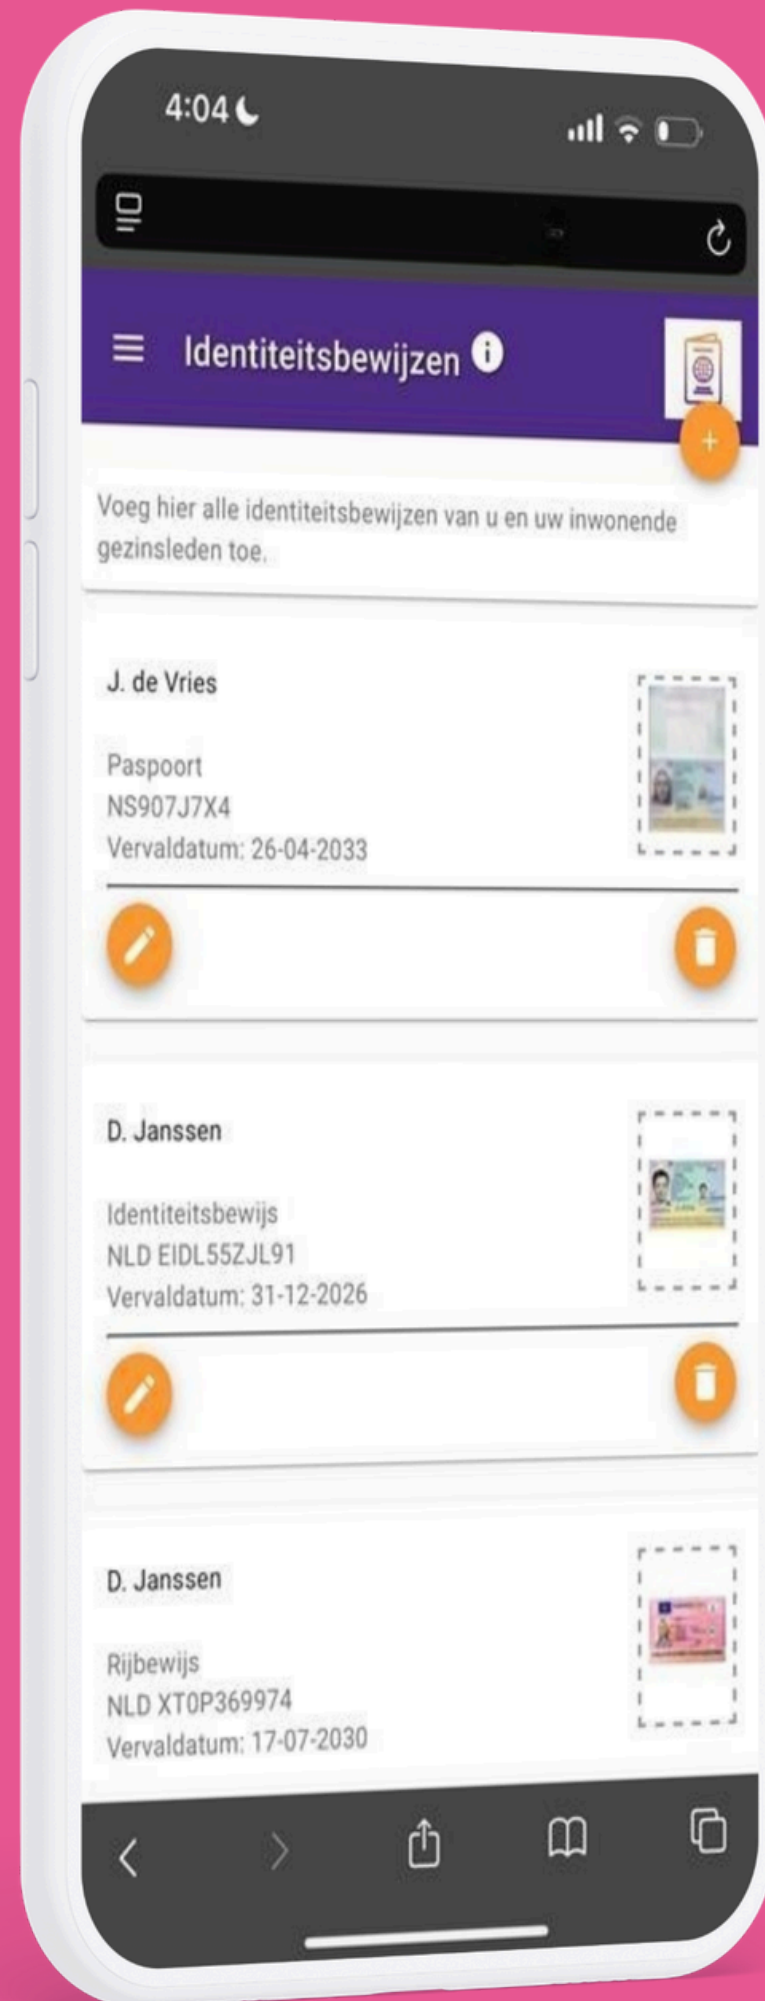 4:04
Identiteitsbewijzen
Voeg hier alle identiteitsbewijzen van u en uw inwonende
gezinsleden toe.
J. de Vries
Paspoort
NS907J7X4
Vervaldatum: 26-04-2033
D. Janssen
Identiteitsbewijs
NLD EIDL55ZJL91
Vervaldatum: 31-12-2026
D. Janssen
Rijbewijs
NLD XT0P369974
Vervaldatum: 17-07-2030